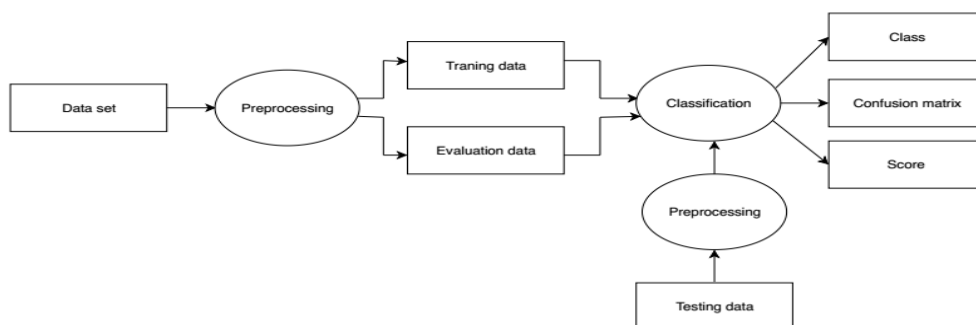 Data set
Preprocessing
Traning data
Evaluation data
Classification
Class
Confusion matrix
Score
Preprocessing
Testing data